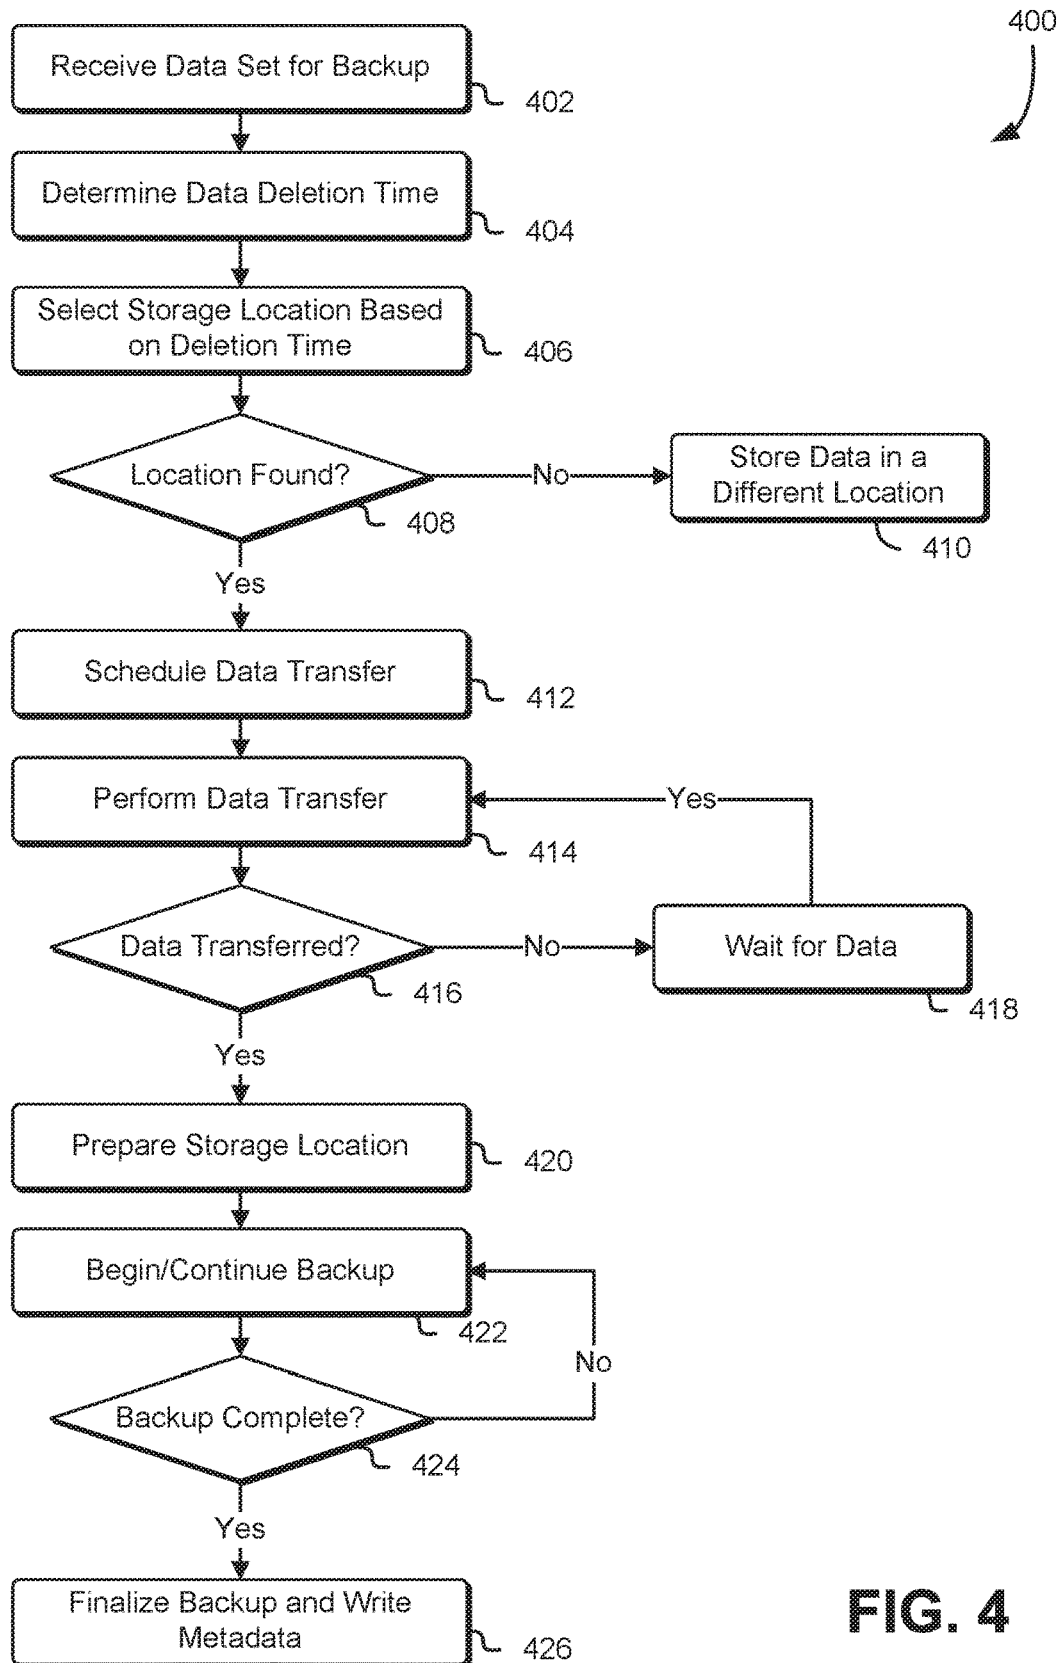 400
Receive Data Set for Backup
402
Determine Data Deletion Time
404
Select Storage Location Based
on Deletion Time
406
Location Found?
408
No
Store Data in a
Different Location
410
Yes
Schedule Data Transfer
412
Perform Data Transfer
414
Yes
Data Transferred?
416
No
Wait for Data
418
Yes
Prepare Storage Location
420
Begin/Continue Backup
422
No
Backup Complete?
424
Yes
Finalize Backup and Write
Metadata
426
FIG. 4